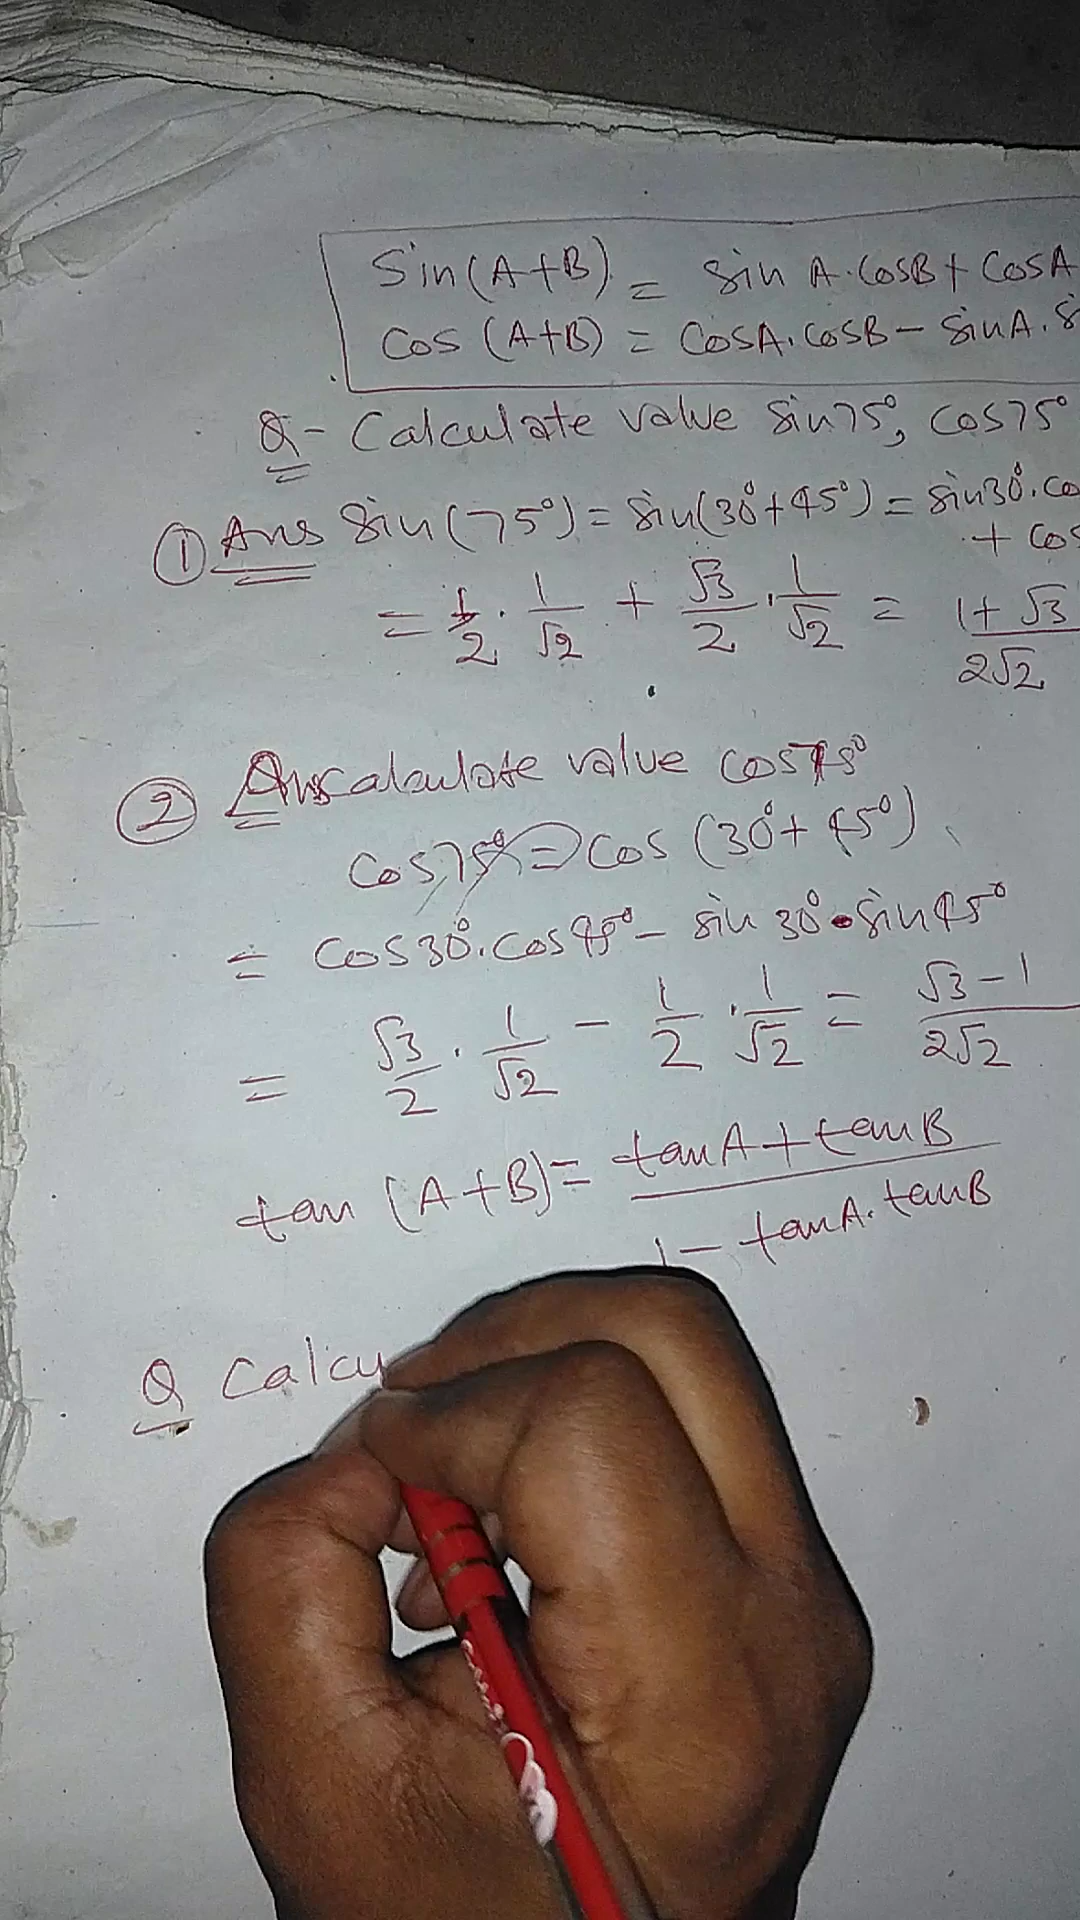 Sin(A+B) = sin A.CosB+ CosA
cos (A+B) = CosA.CosB - SinA.
Q- Calculate value Sin75°, cos75°
① Ans Sin(75°) = Sin(30°+45°) = Sin30°.co
+ cos
= 1/2 . 1/√2 + √3/2 . 1/√2 = 1+√3/2√2
② Ans calculate value cos75°
Cos75° = Cos (30°+45°)
= Cos30°.cos45° - sin 30°.Sin45°
= √3/2 . 1/√2 - 1/2 . 1/√2 = √3-1/2√2
tan (A+B) = tanA+tanB/1- tanA.tanB
Q Calcu